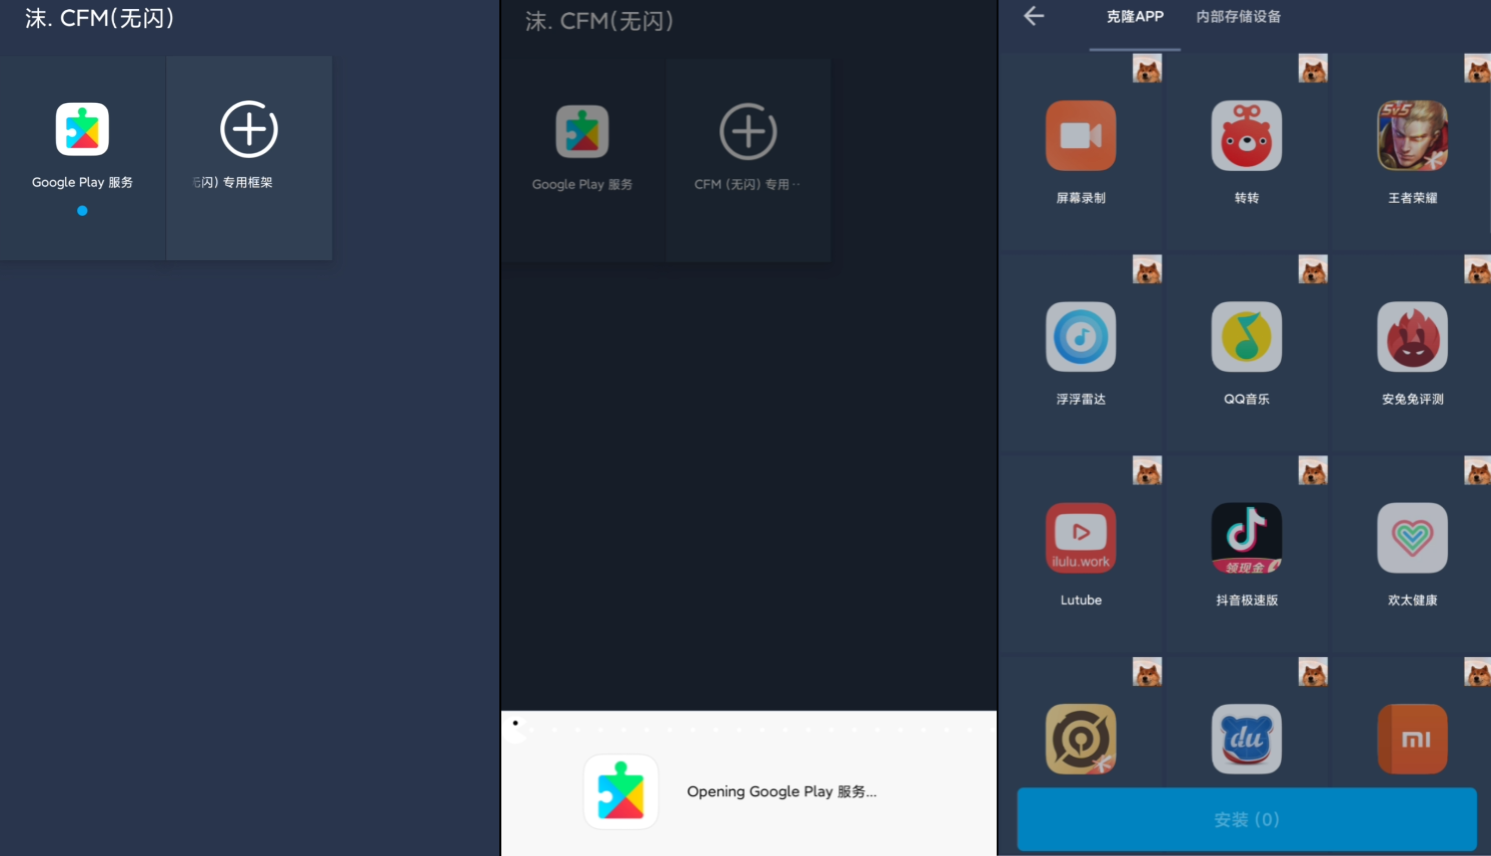 沫. CFM(无闪)
Google Play 服务
闪) 专用框架
沫. CFM(无闪)
Google Play 服务
CFM (无闪) 专用··
Opening Google Play 服务...
克隆APP
内部存储设备
屏幕录制
转转
5v5
王者荣耀
浮浮雷达
QQ音乐
安兔兔评测
ilulu.work
领现金
Lutube
抖音极速版
欢太健康
du
mi
安装 (0)